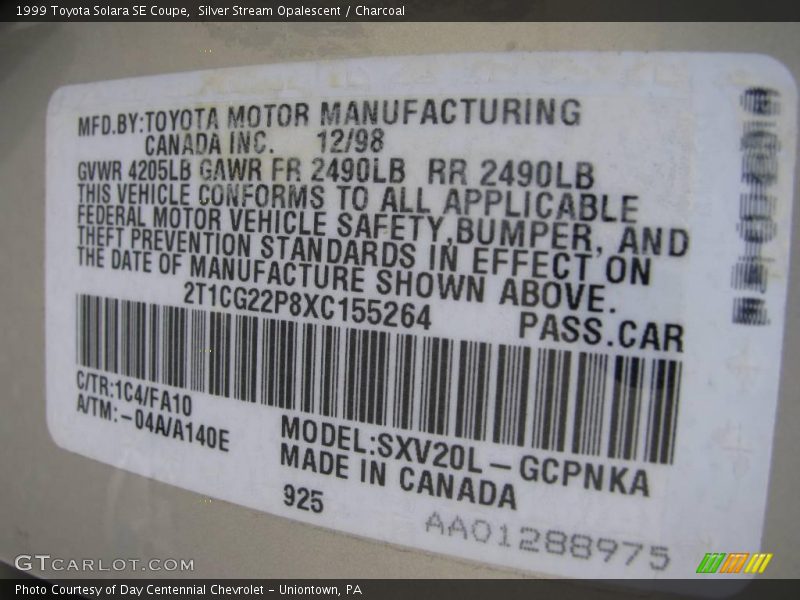 1999 Toyota Solara SE Coupe,  Silver Stream Opalescent / Charcoal
MFD.BY:TOYOTA MOTOR MANUFACTURING
CANADA INC. 12/98
GVWR 4205LB GAWR FR 2490LB RR 2490LB
THIS VEHICLE CONFORMS TO ALL APPLICABLE
FEDERAL MOTOR VEHICLE SAFETY,BUMPER, AND
THEFT PREVENTION STANDARDS IN EFFECT ON
THE DATE OF MANUFACTURE SHOWN ABOVE.
2T1CG22P8XC155264 PASS.CAR
C/TR:1C4/FA10
A/TM:-04A/A140E
MODEL:SXV20L-GCPNKA
MADE IN CANADA
925
AA01288975
GTCARLOT.COM
Photo Courtesy of Day Centennial Chevrolet - Uniontown, PA